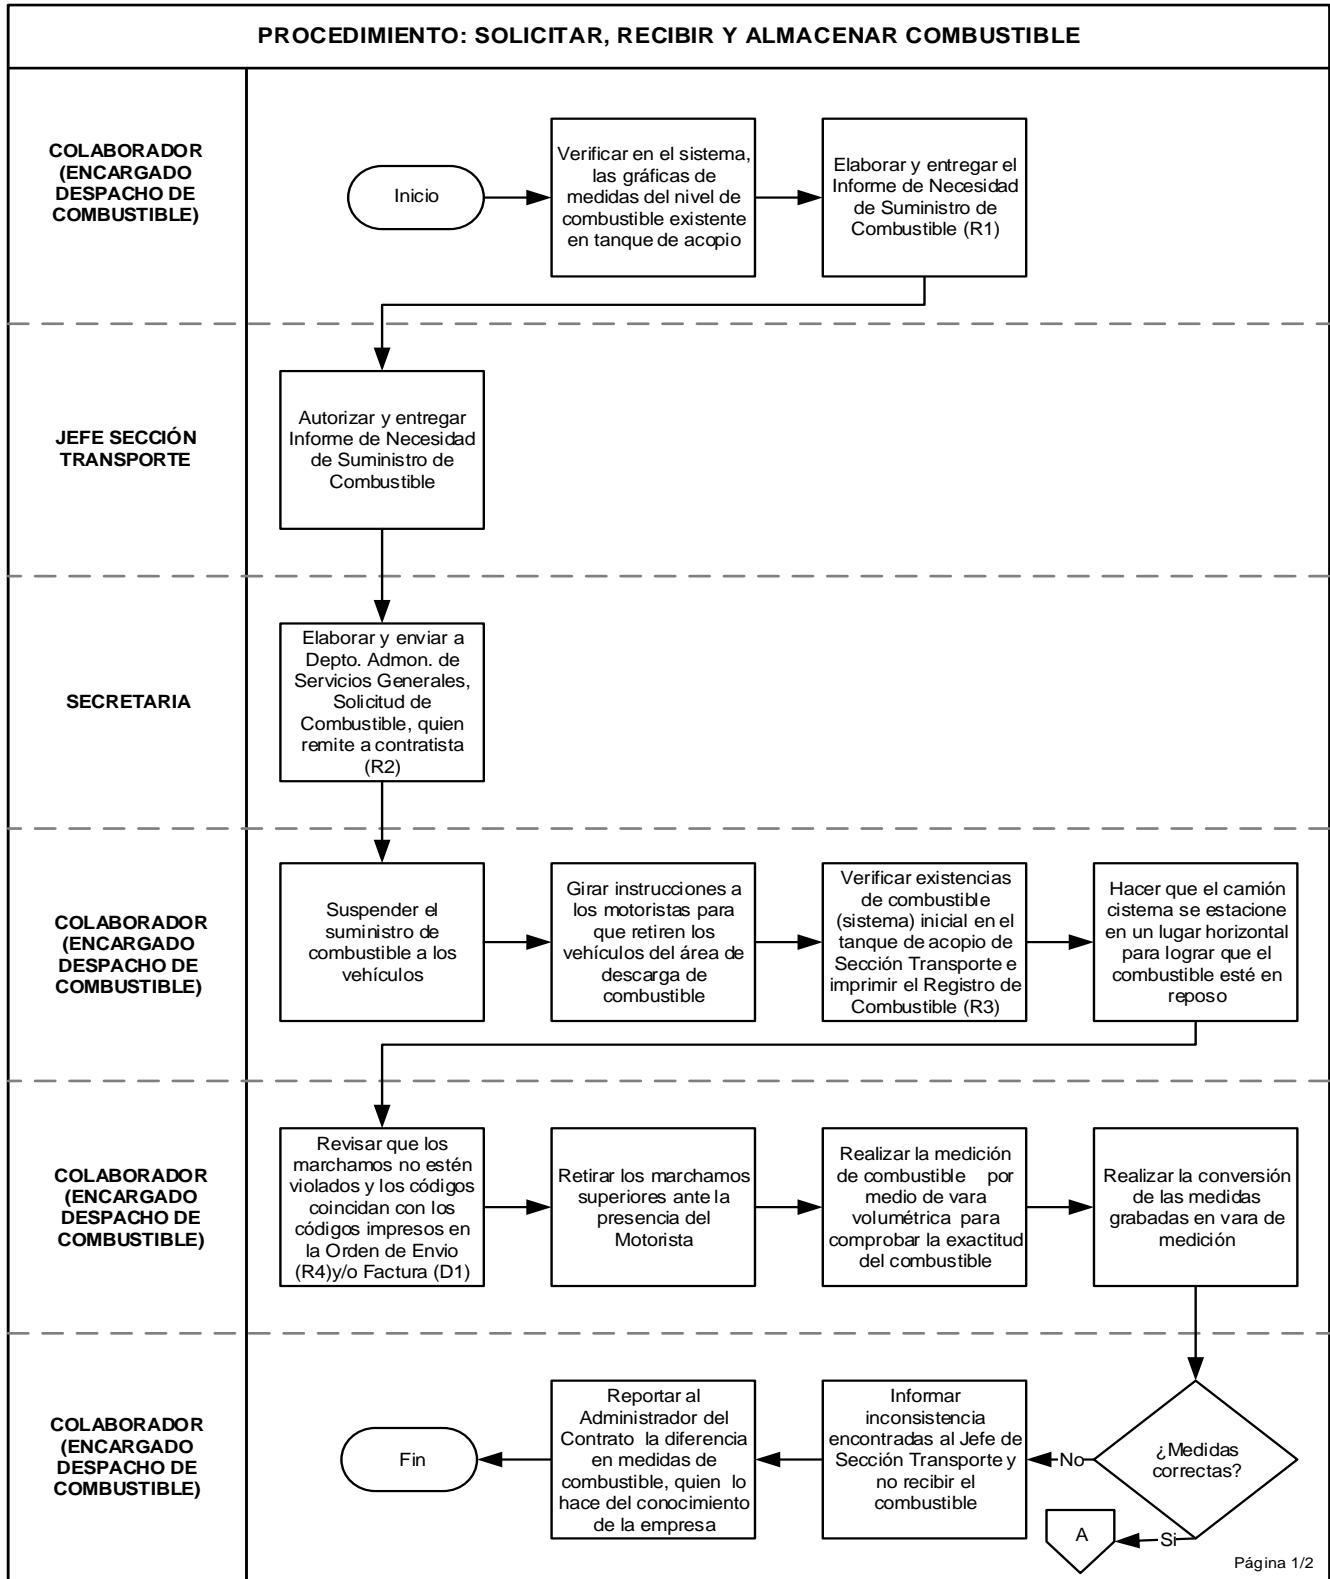 PROCEDIMIENTO: SOLICITAR, RECIBIR Y ALMACENAR COMBUSTIBLE
COLABORADOR
(ENCARGADO
DESPACHO DE
COMBUSTIBLE)
Inicio
Verificar en el sistema,
las gráficas de
medidas del nivel de
combustible existente
en tanque de acopio
Elaborar y entregar el
Informe de Necesidad
de Suministro de
Combustible (R1)
JEFE SECCIÓN
TRANSPORTE
Autorizar y entregar
Informe de Necesidad
de Suministro de
Combustible
SECRETARIA
Elaborar y enviar a
Depto. Admon. de
Servicios Generales,
Solicitud de
Combustible, quien
remite a contratista
(R2)
COLABORADOR
(ENCARGADO
DESPACHO DE
COMBUSTIBLE)
Suspender el
suministro de
combustible a los
vehículos
Girar instrucciones a
los motoristas para
que retiren los
vehículos del área de
descarga de
combustible
Verificar existencias
de combustible
(sistema) inicial en el
tanque de acopio de
Sección Transporte e
imprimir el Registro de
Combustible (R3)
Hacer que el camión
cisterna se estacione
en un lugar horizontal
para lograr que el
combustible esté en
reposo
COLABORADOR
(ENCARGADO
DESPACHO DE
COMBUSTIBLE)
Revisar que los
marchamos no estén
violados y los códigos
coincidan con los
códigos impresos en
la Orden de Envio
(R4)y/o Factura (D1)
Retirar los marchamos
superiores ante la
presencia del
Motorista
Realizar la medición
de combustible por
medio de vara
volumétrica para
comprobar la exactitud
del combustible
Realizar la conversión
de las medidas
grabadas en vara de
medición
COLABORADOR
(ENCARGADO
DESPACHO DE
COMBUSTIBLE)
Fin
Reportar al
Administrador del
Contrato la diferencia
en medidas de
combustible, quien lo
hace del conocimiento
de la empresa
Informar
inconsistencia
encontradas al Jefe de
Sección Transporte y
no recibir el
combustible
No
¿Medidas
correctas?
A
Si
Página 1/2